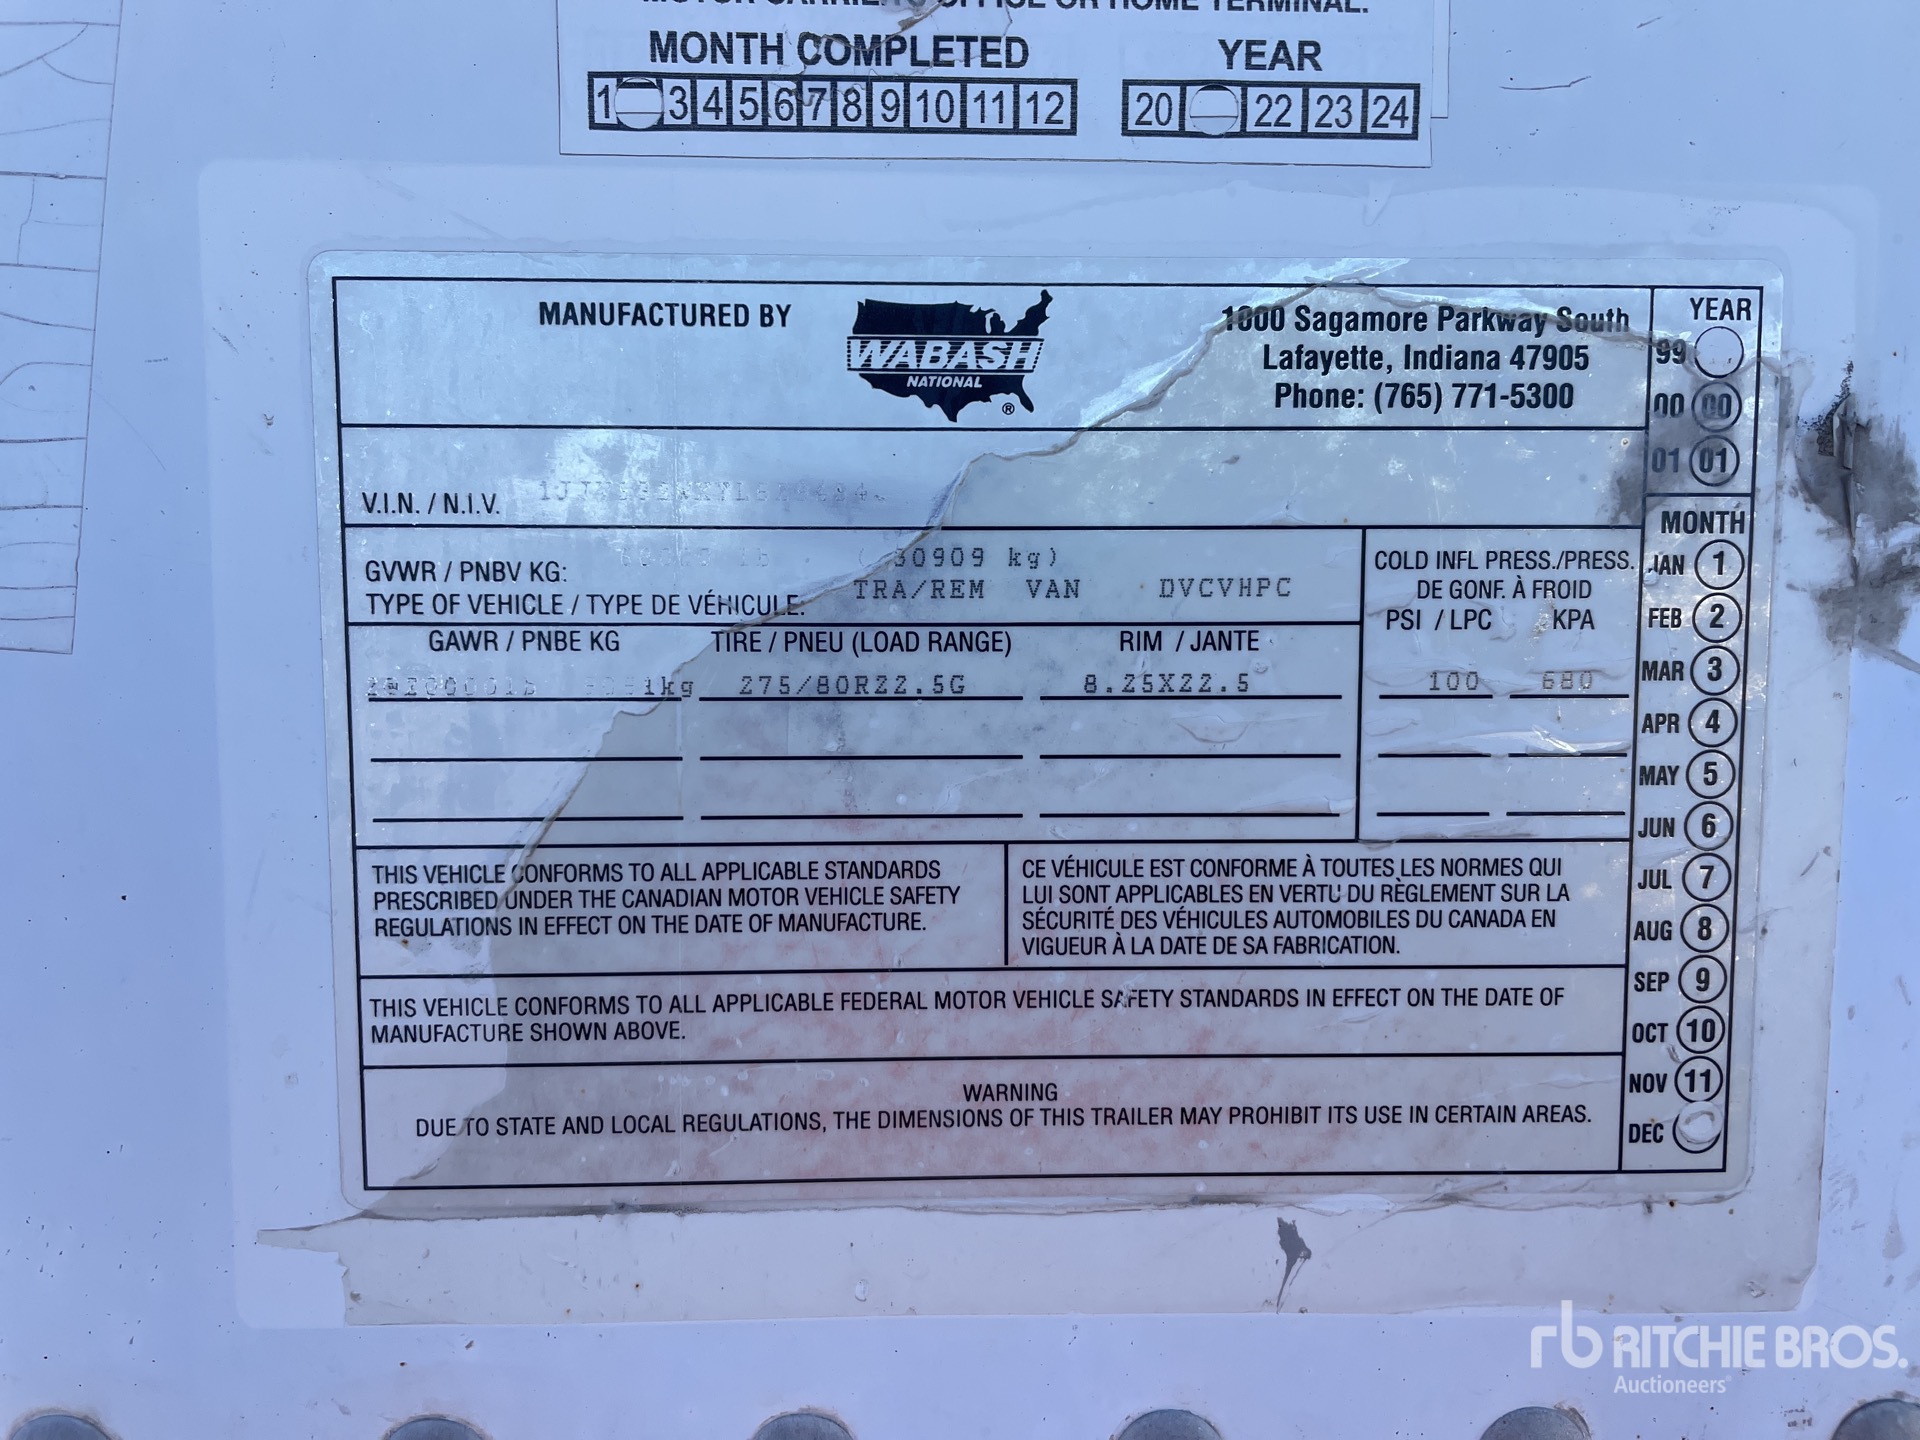 MOTOR CARRIER'S OFFICE OR HOME TERMINAL.
MONTH COMPLETED YEAR
1 3 4 5 6 7 8 9 10 11 12 20 22 23 24
MANUFACTURED BY
WABASH
NATIONAL
®
1000 Sagamore Parkway South
Lafayette, Indiana 47905
Phone: (765) 771-5300
YEAR
99
00 00
01 01
V.I.N. / N.I.V.
GVWR / PNBV KG: lb (30909 kg)
TYPE OF VEHICLE / TYPE DE VÉHICULE: TRA/REM VAN DVCVHPC
COLD INFL PRESS./PRESS.
DE GONF. À FROID
PSI / LPC KPA
GAWR / PNBE KG TIRE / PNEU (LOAD RANGE) RIM / JANTE
275/80R22.5G 8.25X22.5 100 680
MONTH
JAN 1
FEB 2
MAR 3
APR 4
MAY 5
JUN 6
JUL 7
AUG 8
SEP 9
OCT 10
NOV 11
DEC
THIS VEHICLE CONFORMS TO ALL APPLICABLE STANDARDS
PRESCRIBED UNDER THE CANADIAN MOTOR VEHICLE SAFETY
REGULATIONS IN EFFECT ON THE DATE OF MANUFACTURE.
CE VÉHICULE EST CONFORME À TOUTES LES NORMES QUI
LUI SONT APPLICABLES EN VERTU DU RÈGLEMENT SUR LA
SÉCURITÉ DES VÉHICULES AUTOMOBILES DU CANADA EN
VIGUEUR À LA DATE DE SA FABRICATION.
THIS VEHICLE CONFORMS TO ALL APPLICABLE FEDERAL MOTOR VEHICLE SAFETY STANDARDS IN EFFECT ON THE DATE OF
MANUFACTURE SHOWN ABOVE.
WARNING
DUE TO STATE AND LOCAL REGULATIONS, THE DIMENSIONS OF THIS TRAILER MAY PROHIBIT ITS USE IN CERTAIN AREAS.
rb RITCHIE BROS.
Auctioneers